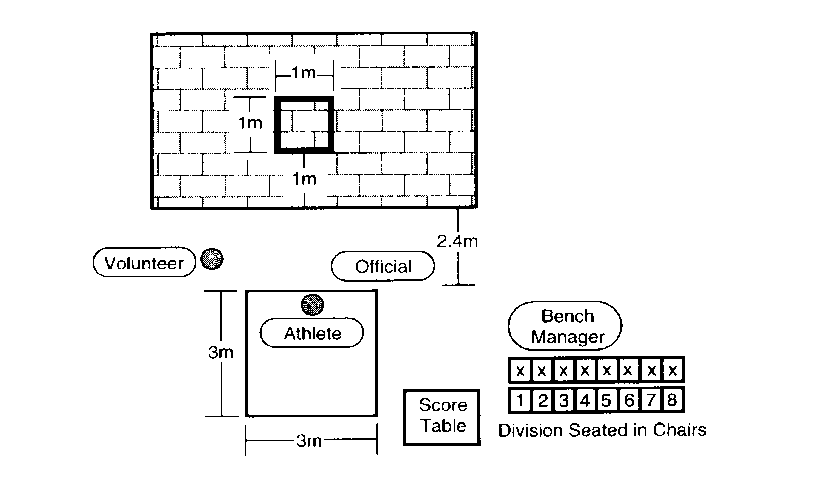 1m
1m
1m
2.4m
Volunteer
Official
Athlete
3m
3m
Bench
Manager
x x x x x x x x
1 2 3 4 5 6 7 8
Score
Table
Division Seated in Chairs